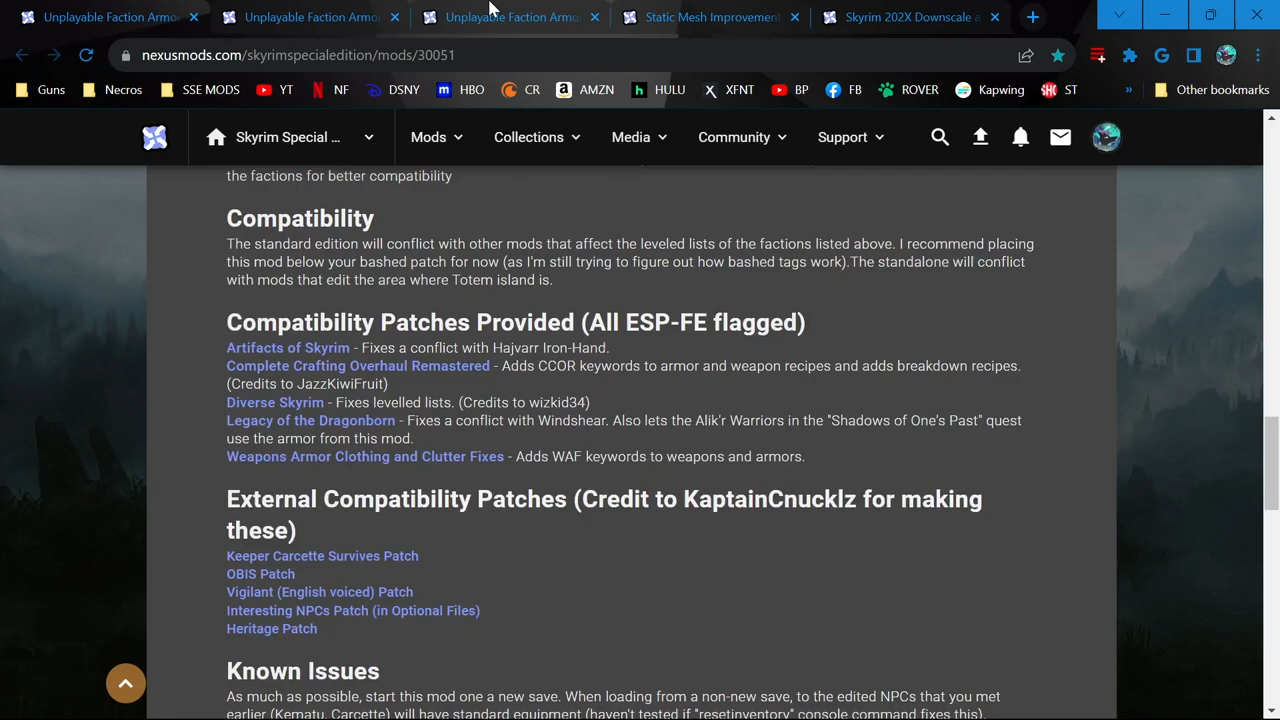 Unplayable Faction Armo
Unplayable Faction Armo
Unplayable Faction Armo
Static Mesh Improvement
Skyrim 202X Downscale a
nexusmods.com/skyrimspecialedition/mods/30051
Guns
Necros
SSE MODS
YT
NF
DSNY
HBO
CR
AMZN
HULU
XFNT
BP
FB
ROVER
Kapwing
ST
»
Other bookmarks
Skyrim Special ...
Mods
Collections
Media
Community
Support
the factions for better compatibility
Compatibility
The standard edition will conflict with other mods that affect the leveled lists of the factions listed above. I recommend placing
this mod below your bashed patch for now (as I'm still trying to figure out how bashed tags work).The standalone will conflict
with mods that edit the area where Totem island is.
Compatibility Patches Provided (All ESP-FE flagged)
Artifacts of Skyrim - Fixes a conflict with Hajvarr Iron-Hand.
Complete Crafting Overhaul Remastered - Adds CCOR keywords to armor and weapon recipes and adds breakdown recipes.
(Credits to JazzKiwiFruit)
Diverse Skyrim - Fixes levelled lists. (Credits to wizkid34)
Legacy of the Dragonborn - Fixes a conflict with Windshear. Also lets the Alik'r Warriors in the "Shadows of One's Past" quest
use the armor from this mod.
Weapons Armor Clothing and Clutter Fixes - Adds WAF keywords to weapons and armors.
External Compatibility Patches (Credit to KaptainCnucklz for making
these)
Keeper Carcette Survives Patch
OBIS Patch
Vigilant (English voiced) Patch
Interesting NPCs Patch (in Optional Files)
Heritage Patch
Known Issues
As much as possible, start this mod one a new save. When loading from a non-new save, to the edited NPCs that you met
earlier (Kematu, Carcette) will have standard equipment (haven't tested if "resetinventory" console command fixes this).